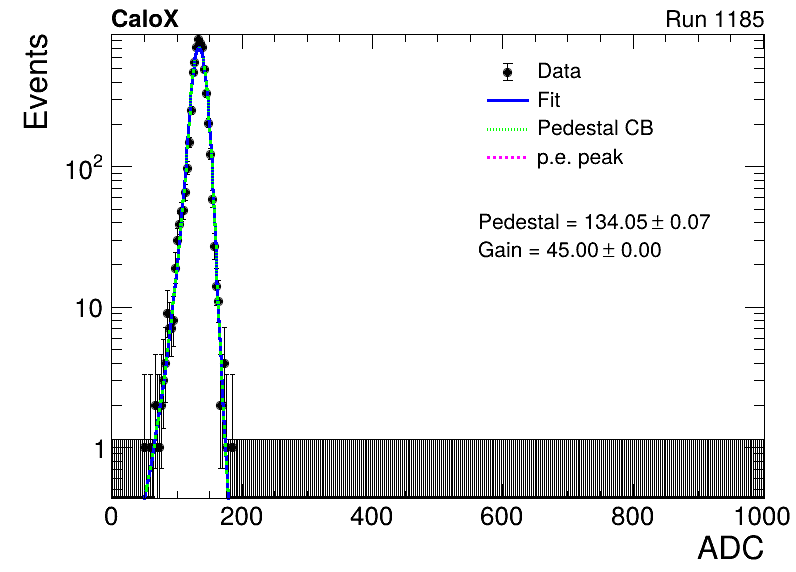 CaloX Run 1185
Events
Data
Fit
Pedestal CB
p.e. peak
Pedestal = 134.05 ± 0.07
Gain = 45.00 ± 0.00
10²
10
1
0 200 400 600 800 1000
ADC